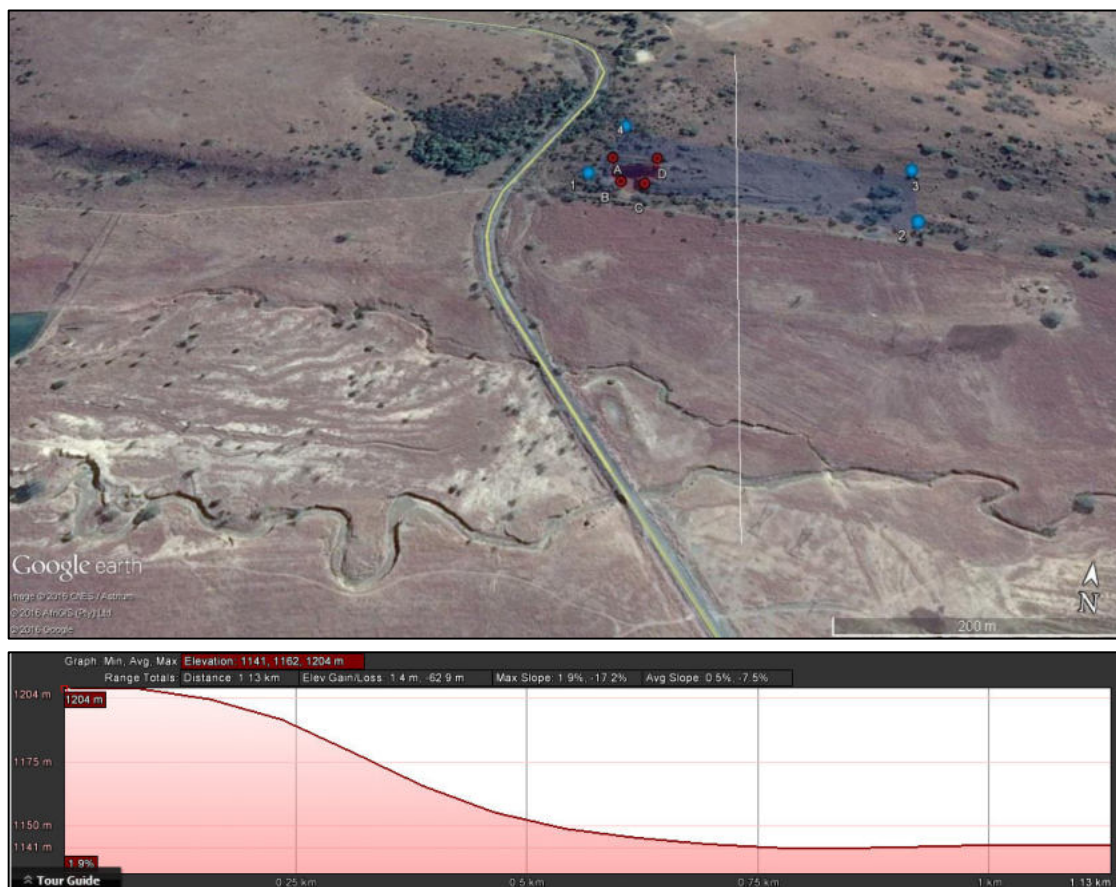 4
A
D
1
3
B
C
2
Google earth
Image © 2016 CNES / Astrium
© 2016 AfriGIS (Pty) Ltd.
© 2016 Google
N
200 m
Graph: Min, Avg, Max Elevation: 1141, 1162, 1204 m
Range Totals: Distance: 1.13 km Elev Gain/Loss: 1.4 m, -62.9 m Max Slope: 1.9%, -17.2% Avg Slope: 0.5%, -7.5%
1204 m
1204 m
1175 m
1150 m
1141 m
1.9%
Tour Guide
0.25 km
0.5 km
0.75 km
1 km
1.13 km